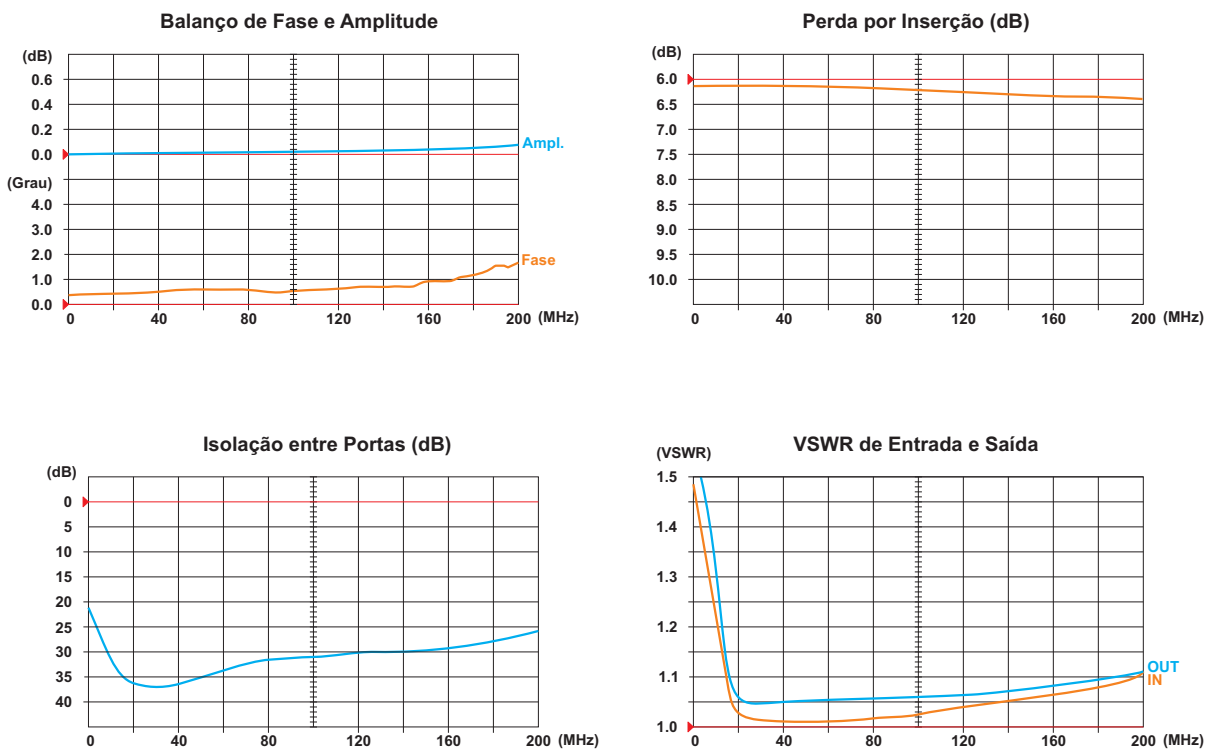 Balanço de Fase e Amplitude
(dB)
0.6
0.4
0.2
0.0
Ampl.
(Grau)
4.0
3.0
2.0
1.0
0.0
Fase
0 40 80 120 160 200 (MHz)
Perda por Inserção (dB)
(dB)
6.0
6.5
7.0
7.5
8.0
8.5
9.0
9.5
10.0
0 40 80 120 160 200 (MHz)
Isolação entre Portas (dB)
(dB)
0
5
10
15
20
25
30
35
40
0 40 80 120 160 200 (MHz)
VSWR de Entrada e Saída
(VSWR)
1.5
1.4
1.3
1.2
1.1
1.0
OUT
IN
0 40 80 120 160 200 (MHz)